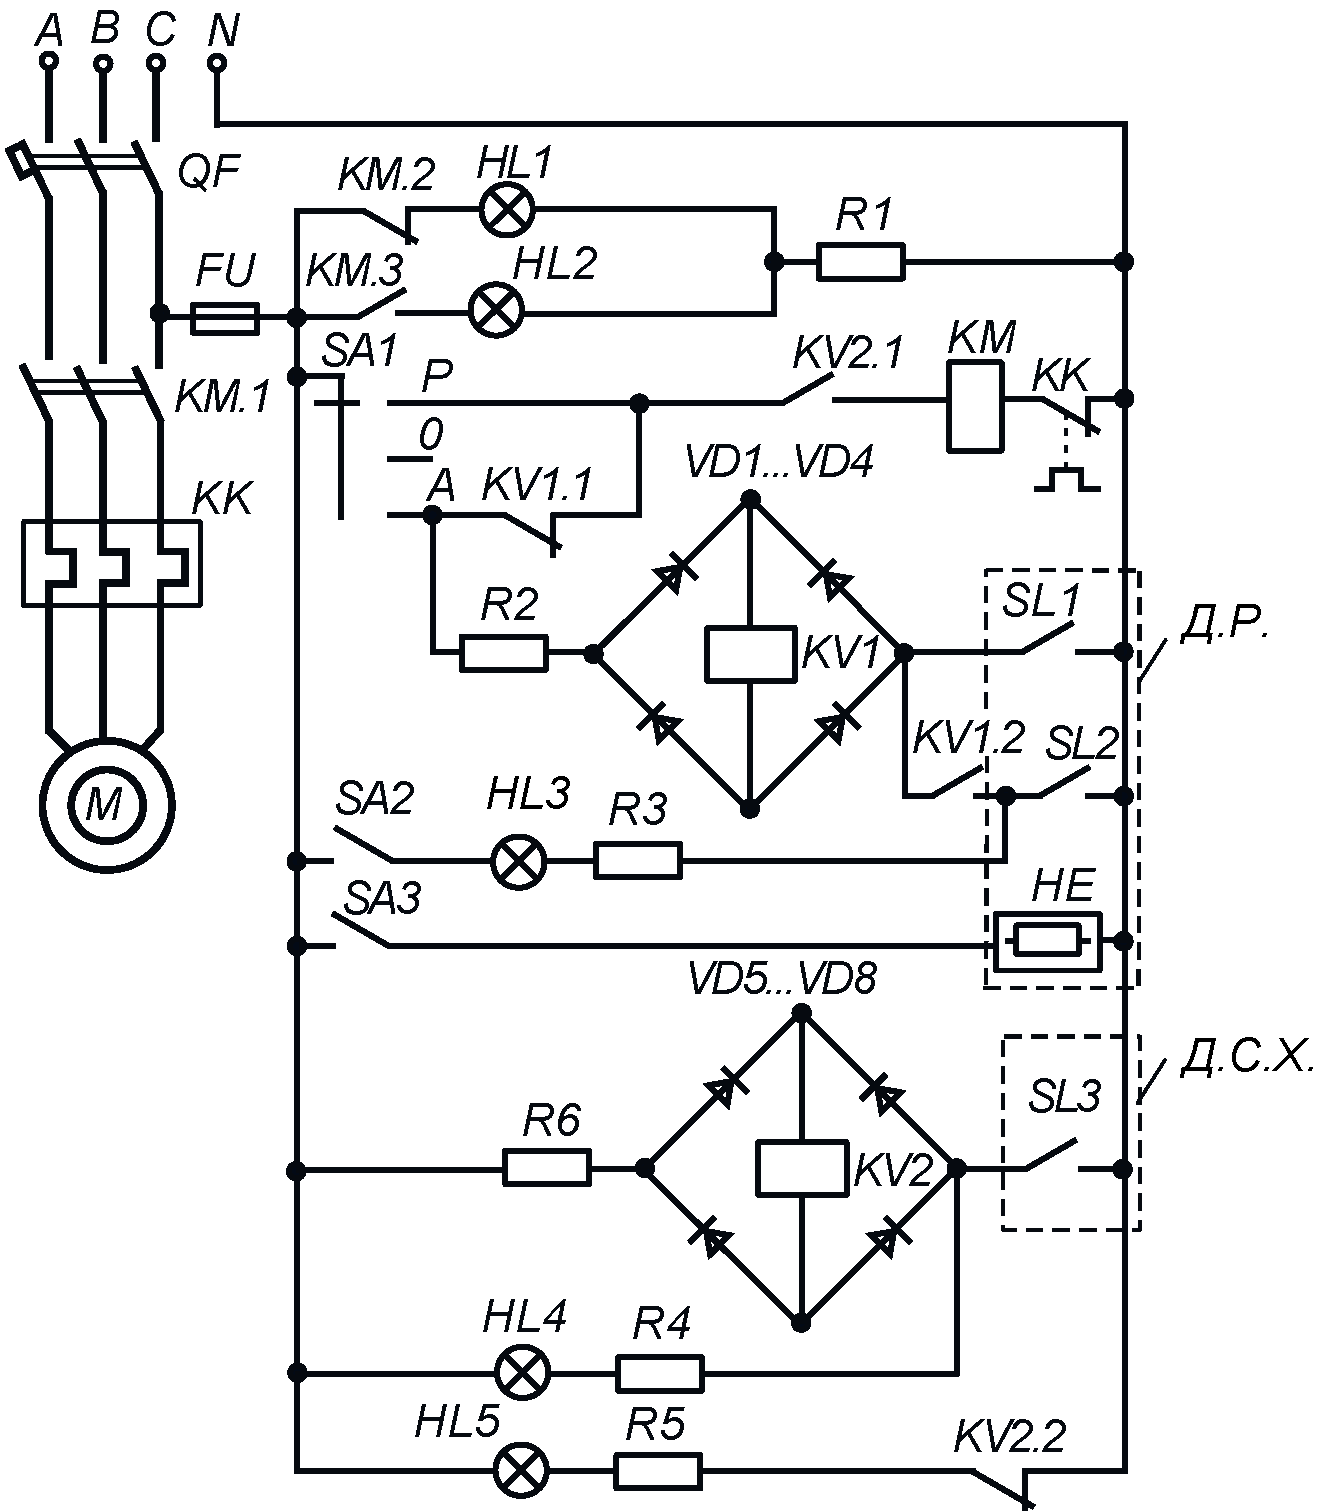 A B C N
QF
KM.2
HL1
R1
FU
KM.3
HL2
SA1
P
KV2.1
KM
KK
KM.1
0
VD1...VD4
A
KV1.1
KK
R2
KV1
SL1
Д.Р.
KV1.2
SL2
M
SA2
HL3
R3
SA3
HE
VD5...VD8
Д.С.Х.
SL3
R6
KV2
HL4
R4
HL5
R5
KV2.2